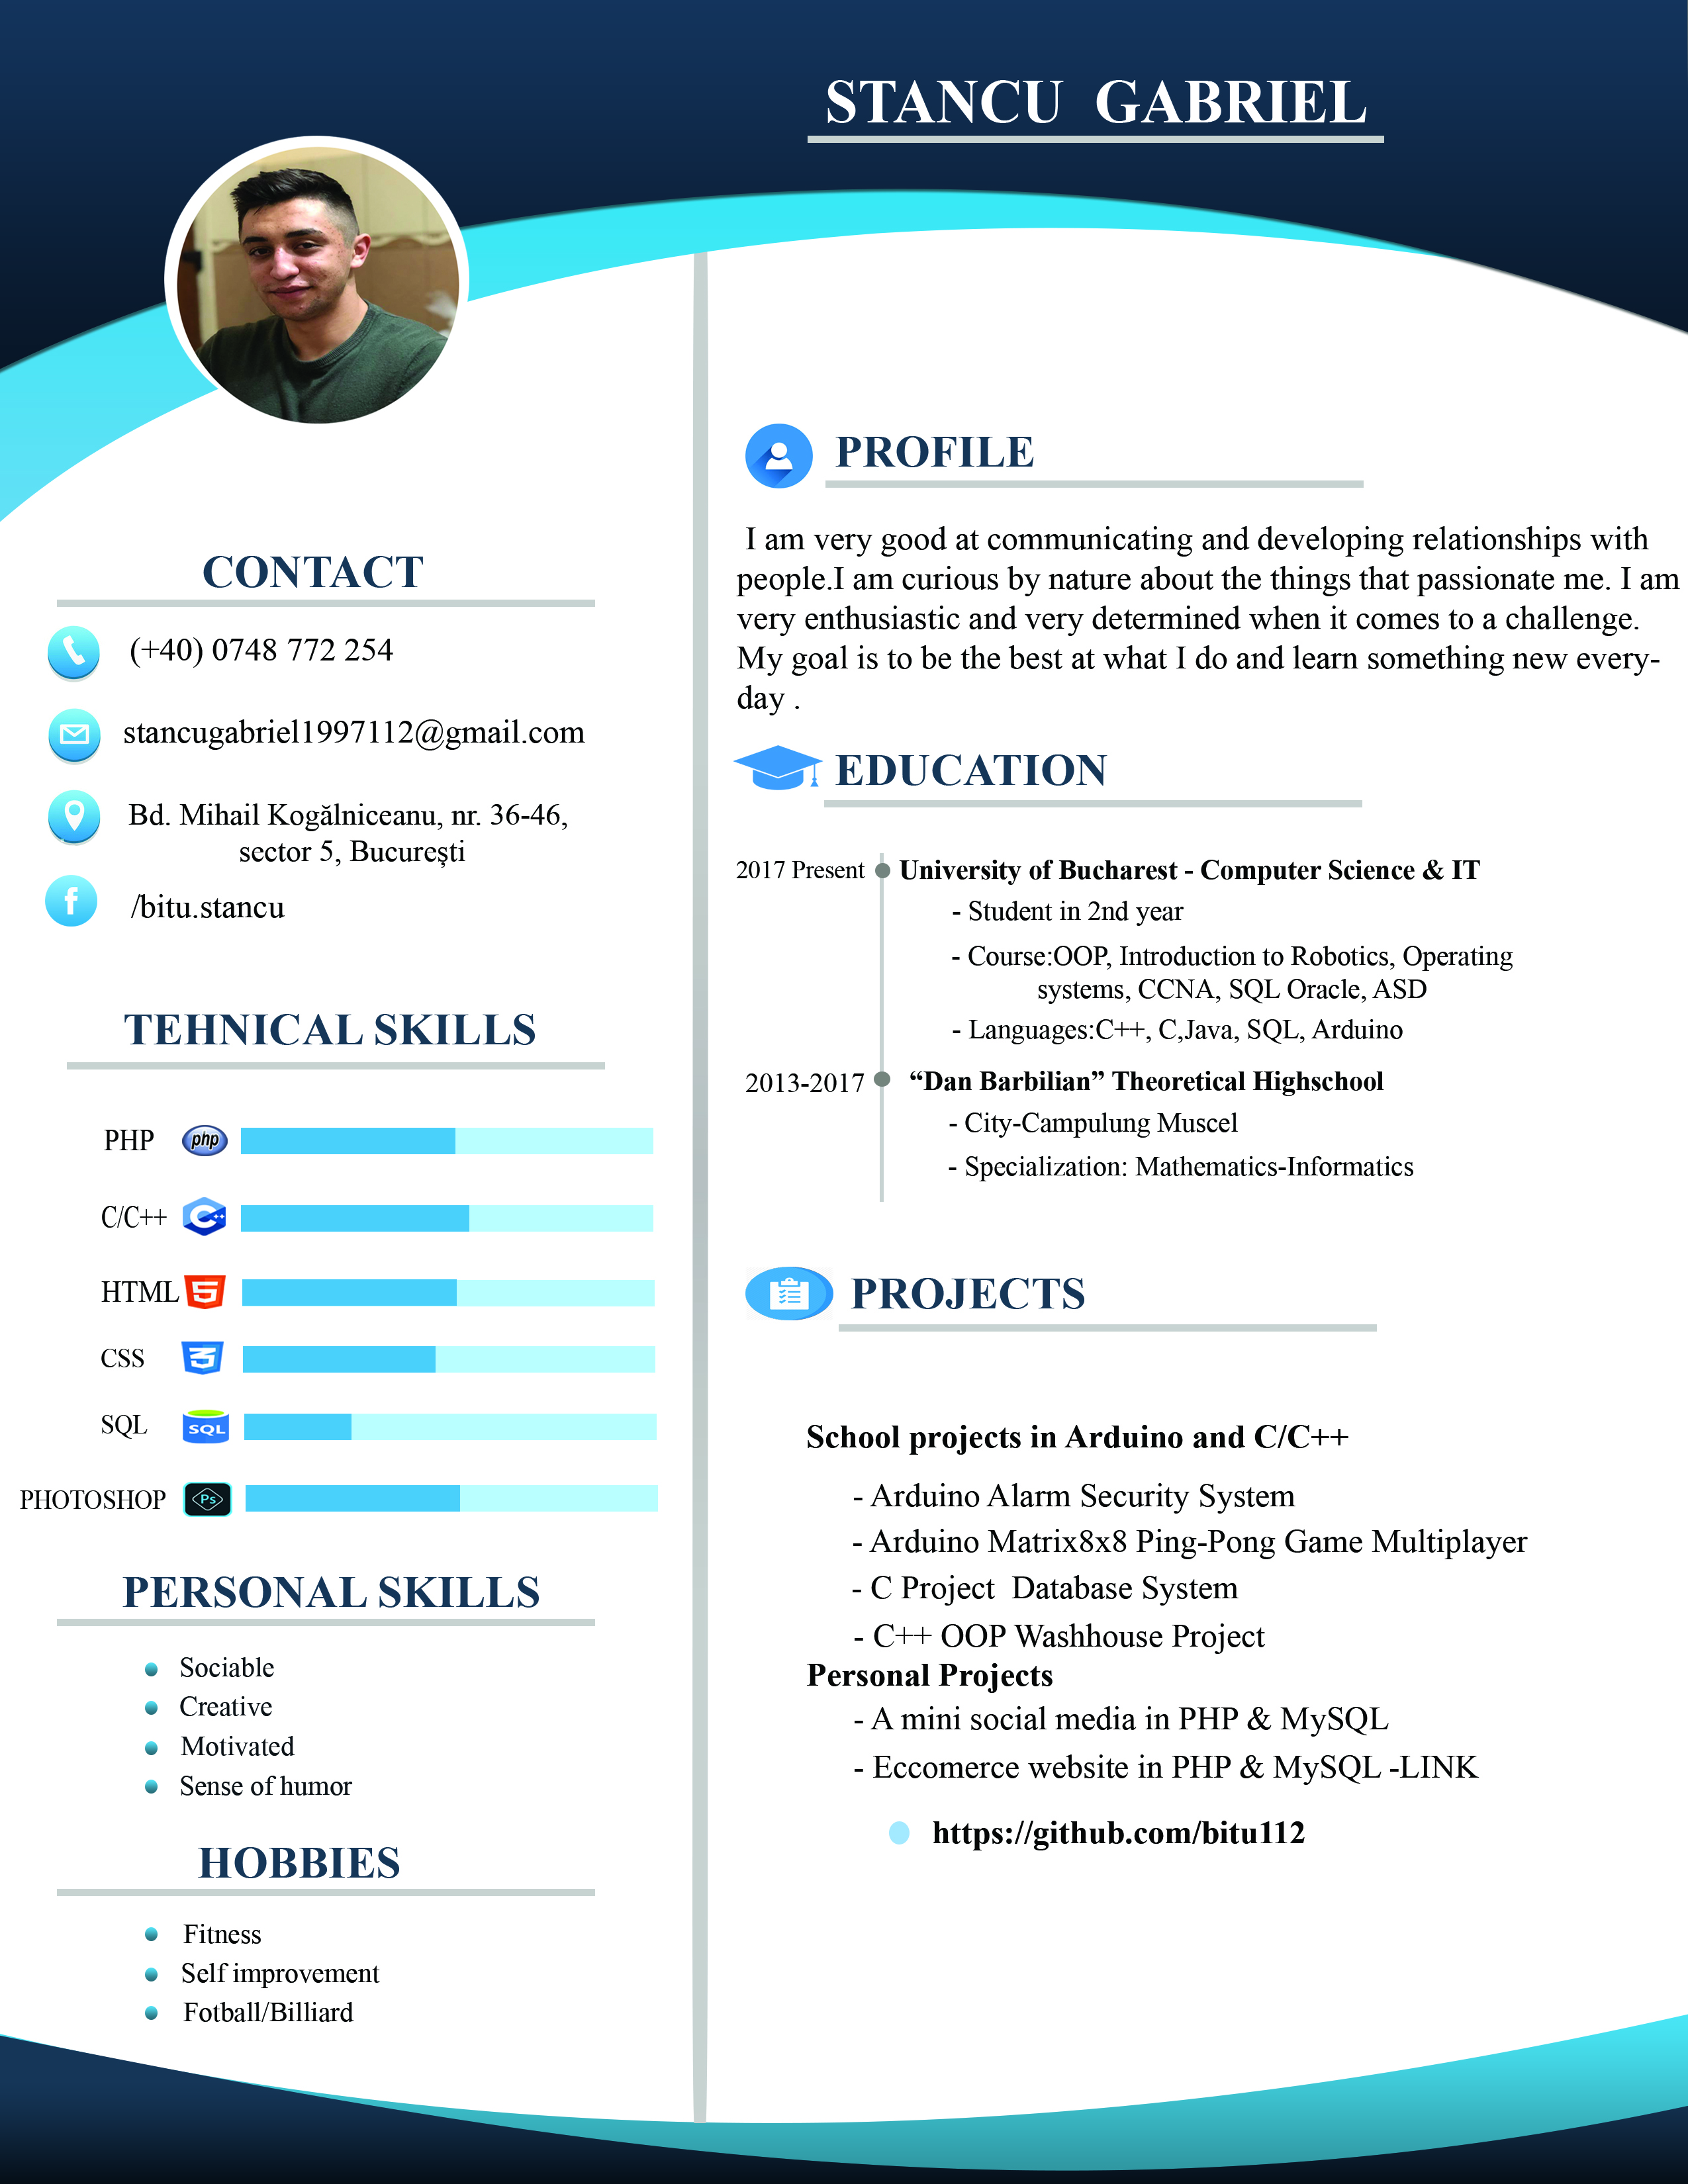 STANCU GABRIEL
CONTACT
(+40) 0748 772 254
stancugabriel1997112@gmail.com
Bd. Mihail Kogălniceanu, nr. 36-46,
sector 5, București
/bitu.stancu
TEHNICAL SKILLS
PHP php
C/C++ C++
HTML 5
CSS 3
SQL SQL
PHOTOSHOP Ps
PERSONAL SKILLS
Sociable
Creative
Motivated
Sense of humor
HOBBIES
Fitness
Self improvement
Fotball/Billiard
PROFILE
I am very good at communicating and developing relationships with
people.I am curious by nature about the things that passionate me. I am
very enthusiastic and very determined when it comes to a challenge.
My goal is to be the best at what I do and learn something new every-
day .
EDUCATION
2017 Present University of Bucharest - Computer Science & IT
- Student in 2nd year
- Course:OOP, Introduction to Robotics, Operating
systems, CCNA, SQL Oracle, ASD
- Languages:C++, C,Java, SQL, Arduino
2013-2017 “Dan Barbilian” Theoretical Highschool
- City-Campulung Muscel
- Specialization: Mathematics-Informatics
PROJECTS
School projects in Arduino and C/C++
- Arduino Alarm Security System
- Arduino Matrix8x8 Ping-Pong Game Multiplayer
- C Project  Database System
- C++ OOP Washhouse Project
Personal Projects
- A mini social media in PHP & MySQL
- Eccomerce website in PHP & MySQL -LINK
https://github.com/bitu112